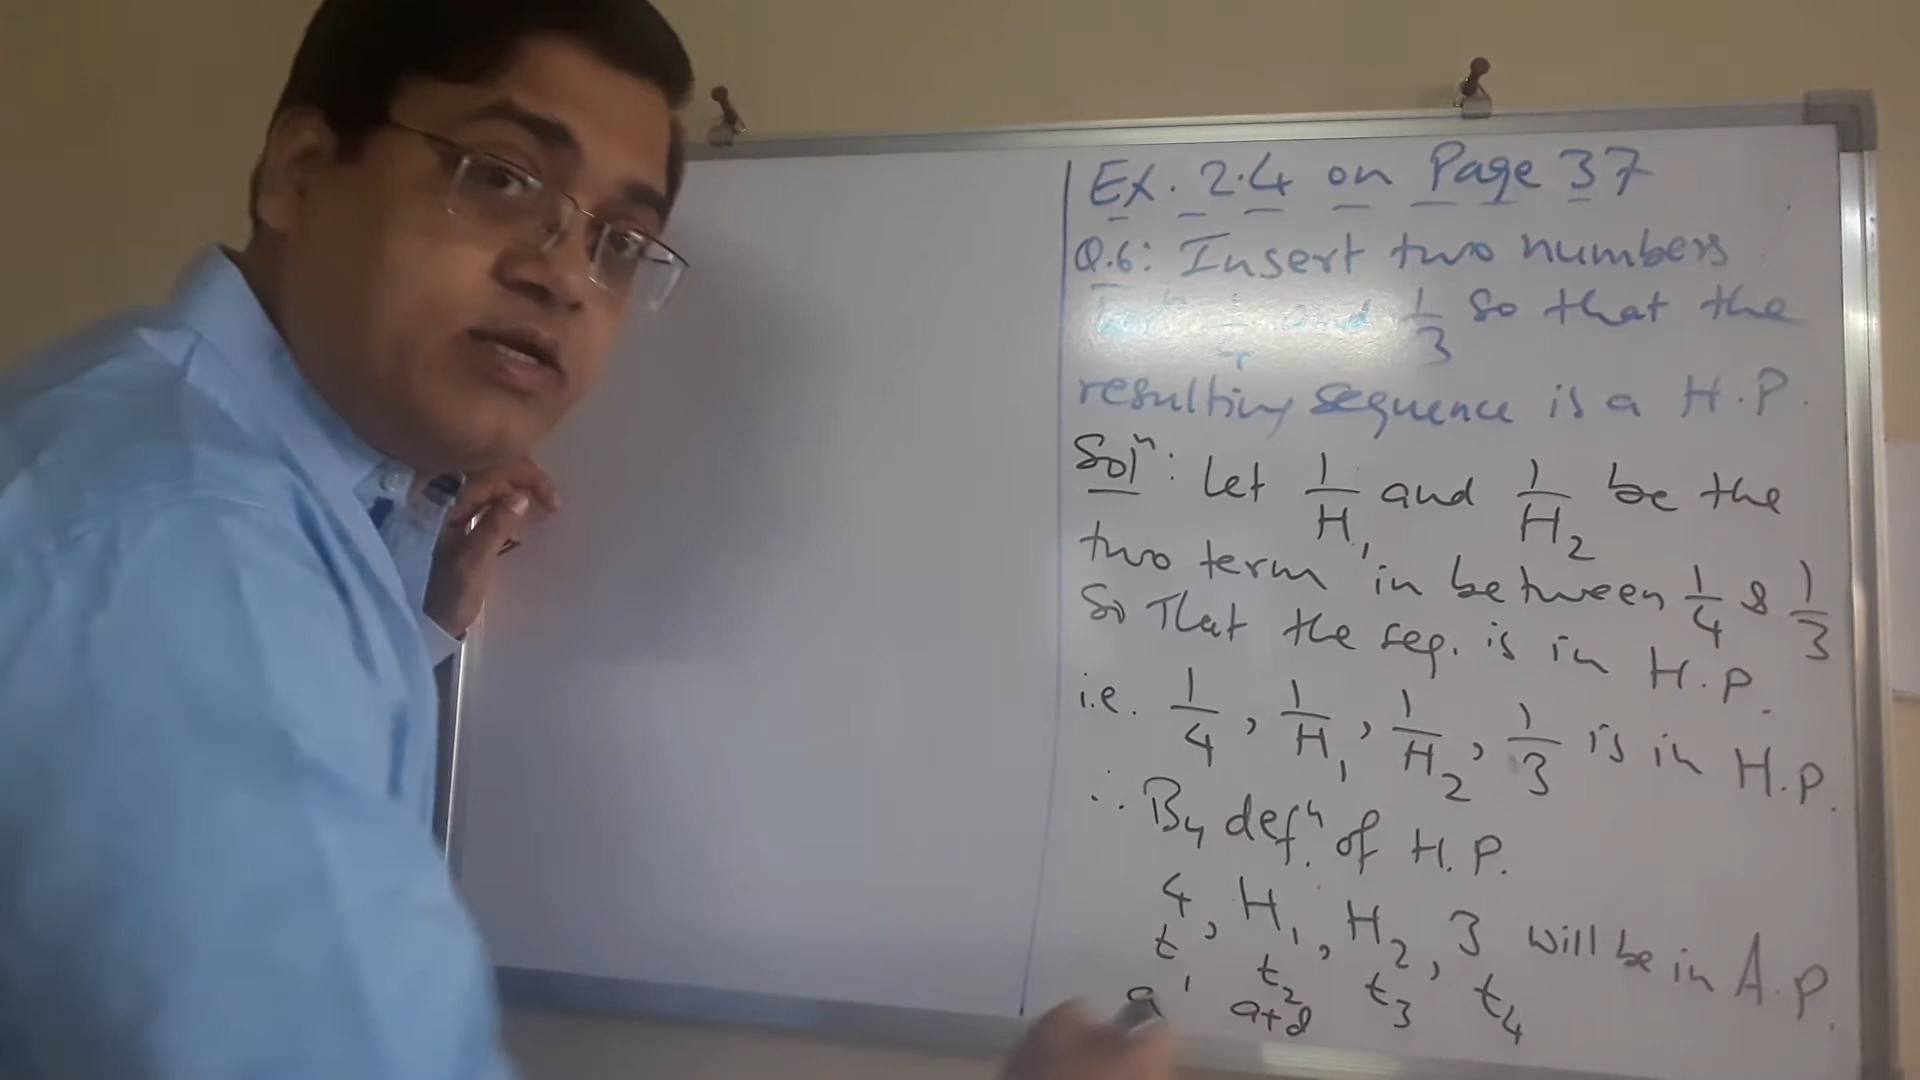 Ex. 2.4 on Page 37
Q.6: Insert two numbers
and 1/3 so that the
resulting sequence is a H.P.
Solⁿ: Let 1/H₁ and 1/H₂ be the
two term in between 1/4 & 1/3
So That the seq. is in H.P.
i.e. 1/4, 1/H₁, 1/H₂, 1/3 is in H.P.
∴ By defⁿ. of H.P.
4, H₁, H₂, 3 will be in A.P.
t₁ t₂ t₃ t₄
a a+d